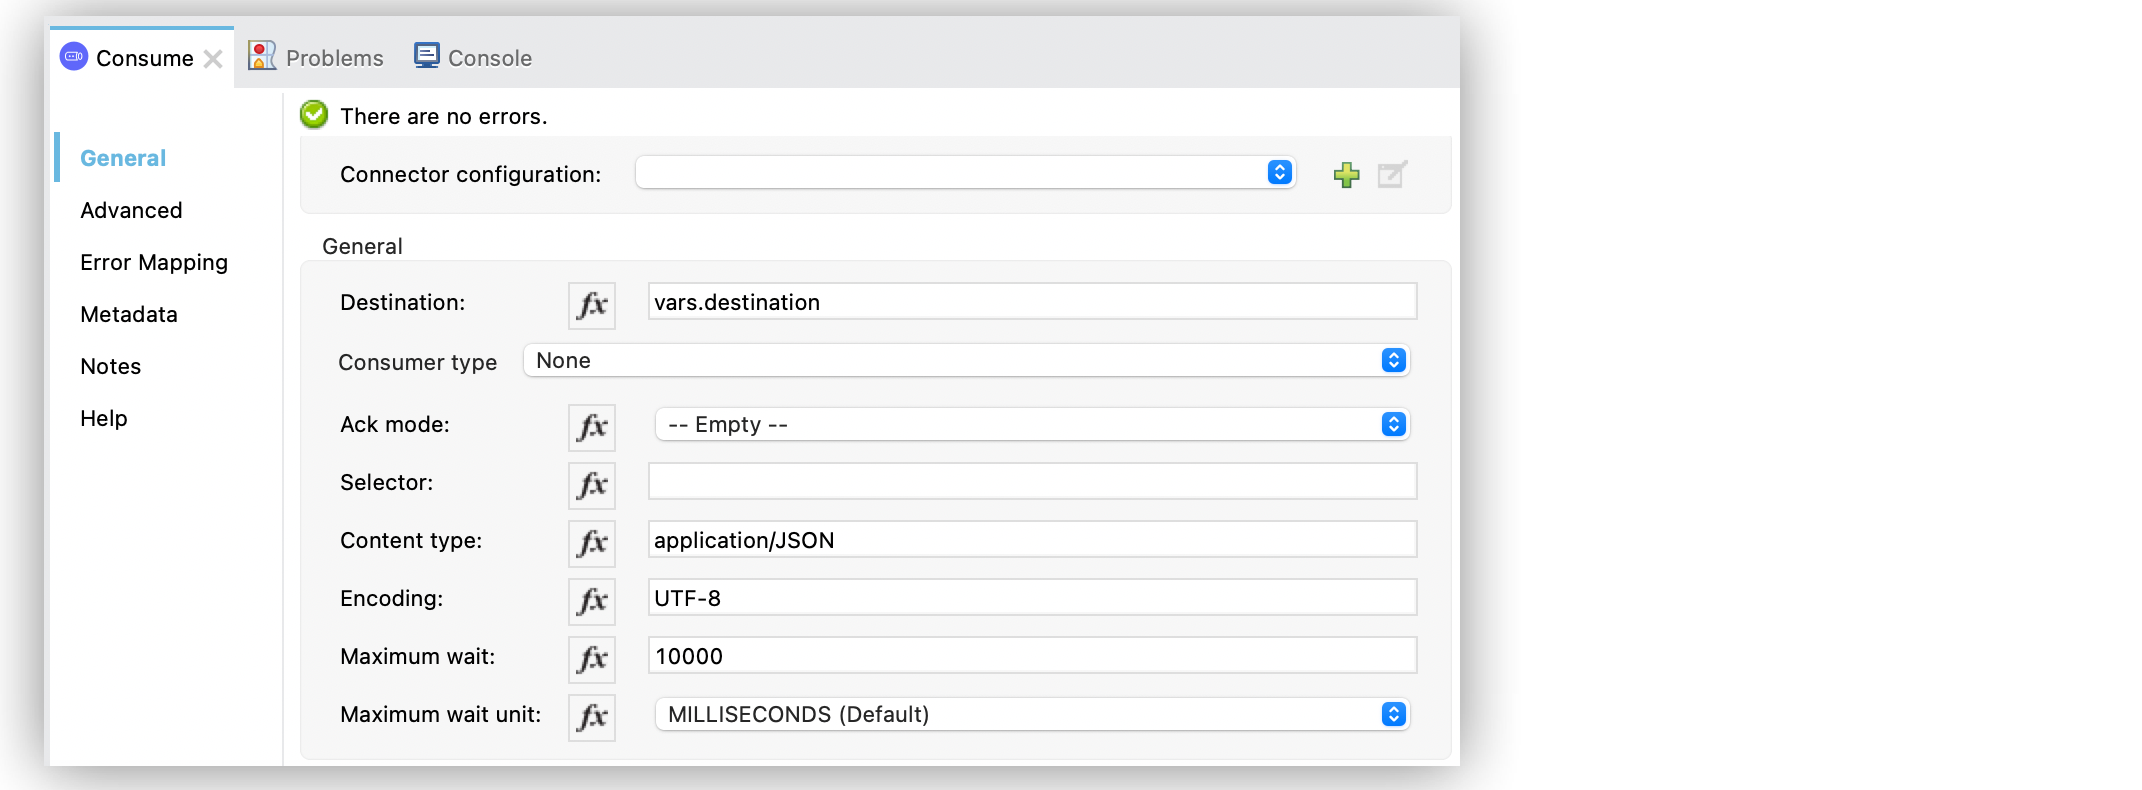 Consume Problems Console
There are no errors.
General
Connector configuration:
Advanced
General
Error Mapping
Destination: fx vars.destination
Metadata
Consumer type None
Notes
Help
Ack mode: fx -- Empty --
Selector: fx
Content type: fx application/JSON
Encoding: fx UTF-8
Maximum wait: fx 10000
Maximum wait unit: fx MILLISECONDS (Default)